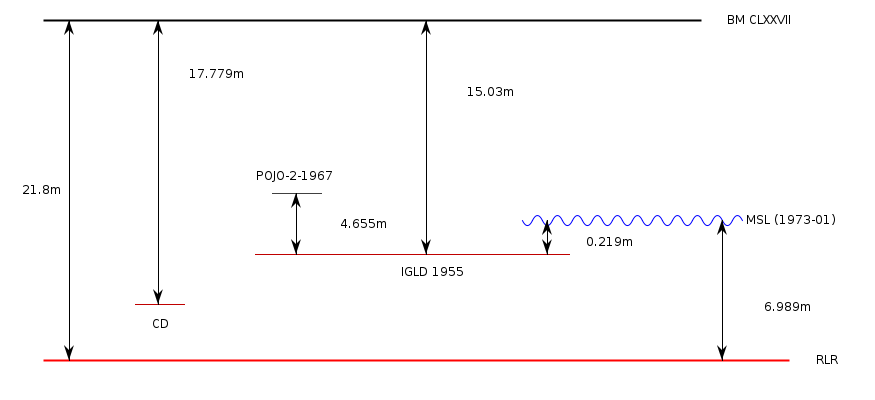 BM CLXXVII
17.779m
15.03m
POJO-2-1967
21.8m
4.655m
MSL (1973-01)
0.219m
IGLD 1955
6.989m
CD
RLR